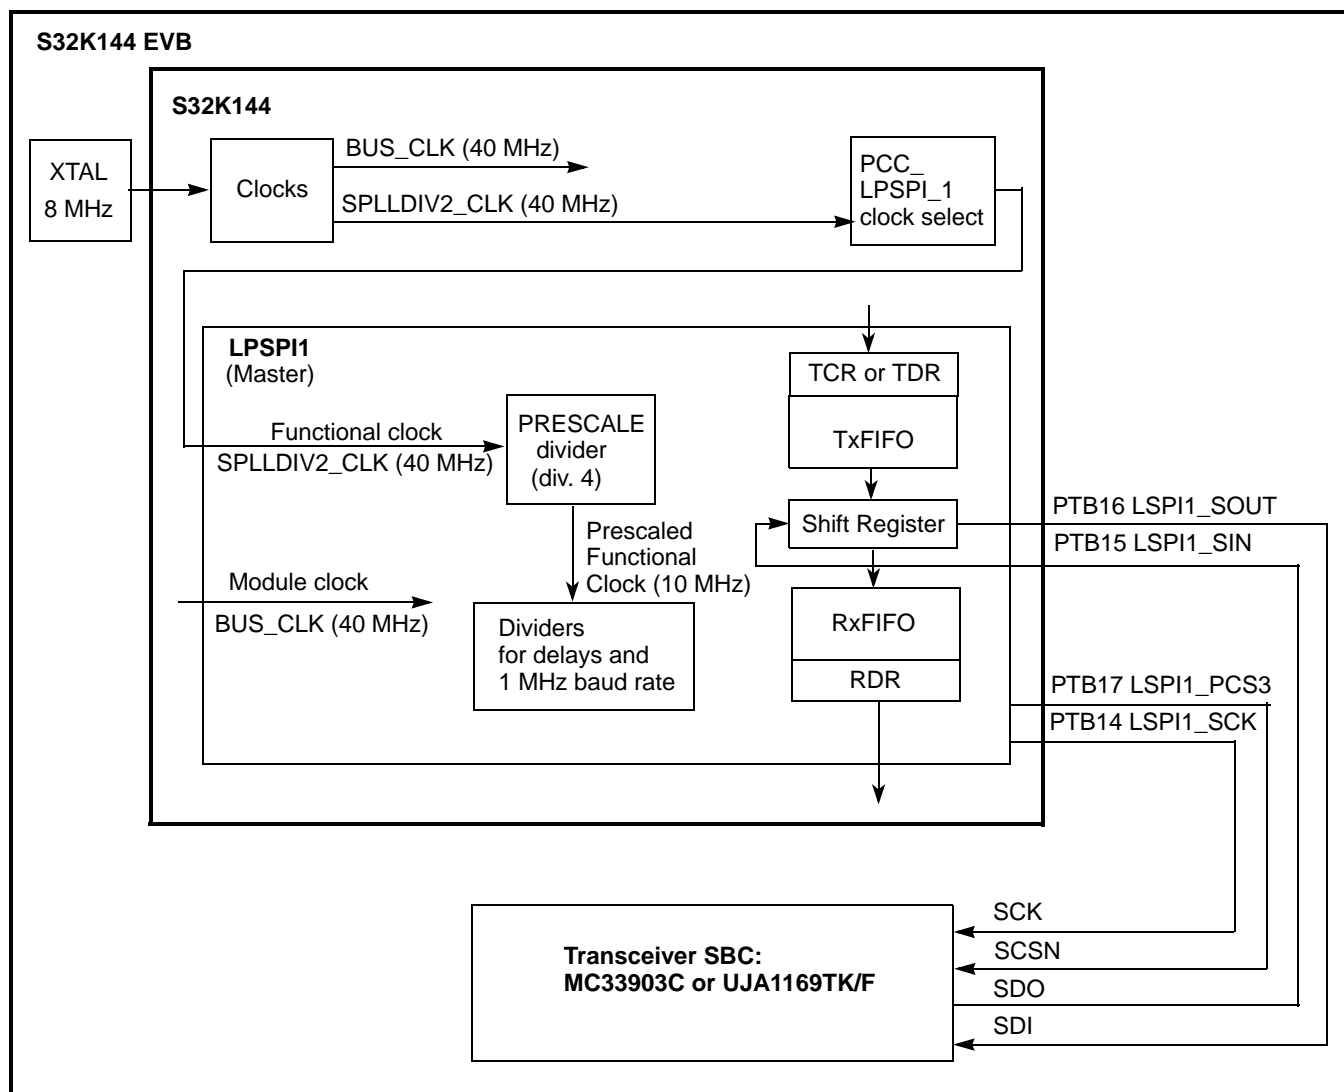 S32K144 EVB
S32K144
XTAL
8 MHz
Clocks
BUS_CLK (40 MHz)
SPLLDIV2_CLK (40 MHz)
PCC_
LPSPI_1
clock select
LPSPI1
(Master)
Functional clock
SPLLDIV2_CLK (40 MHz)
PRESCALE
divider
(div. 4)
Prescaled
Functional
Clock (10 MHz)
Module clock
BUS_CLK (40 MHz)
Dividers
for delays and
1 MHz baud rate
TCR or TDR
TxFIFO
Shift Register
RxFIFO
RDR
PTB16 LSPI1_SOUT
PTB15 LSPI1_SIN
PTB17 LSPI1_PCS3
PTB14 LSPI1_SCK
Transceiver SBC:
MC33903C or UJA1169TK/F
SCK
SCSN
SDO
SDI